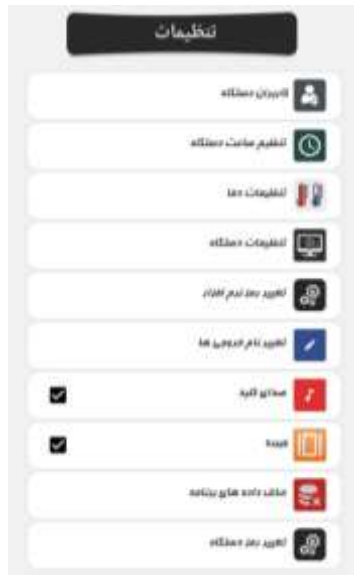 تنظیمات
کاربران دستگاه
تنظیم ساعت دستگاه
تنظیمات دما
تنظیمات دستگاه
تغییر رمز نرم افزار
تغییر نام خروجی ها
صدای کلید
ویبره
حذف داده های برنامه
تغییر رمز دستگاه